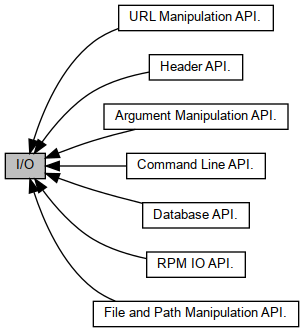 URL Manipulation API.
Header API.
Argument Manipulation API.
I/O
Command Line API.
Database API.
RPM IO API.
File and Path Manipulation API.